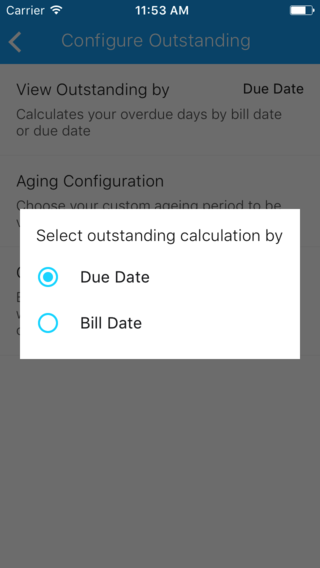 Carrier 11:53 AM
Configure Outstanding
View Outstanding by Due Date
Calculates your overdue days by bill date
or due date
Aging Configuration
Choose your custom ageing period to be
Select outstanding calculation by
Due Date
Bill Date